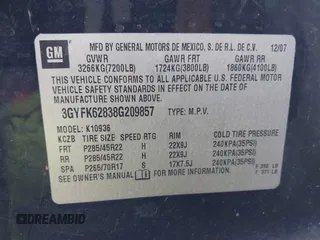 GM
MFD BY GENERAL MOTORS DE MEXICO, S. DE R.L. DE C.V. 12/07
GVWR GAWR FRT GAWR RR
3266KG(7200LB) 1724KG(3800LB) 1860KG(4100LB)
THIS VEHICLE CONFORMS TO ALL APPLICABLE U.S. FEDERAL
MOTOR VEHICLE SAFETY AND THEFT PREVENTION STANDARDS
IN EFFECT ON THE DATE OF MANUFACTURE SHOWN ABOVE.
3GYFK62838G209857 TYPE: M.P.V.
MODEL: K10936
KCZB TIRE SIZE SPEED RTG RIM COLD TIRE PRESSURE
FRT P285/45R22 H 22X9J 240KPA(35PSI)
RR P285/45R22 H 22X9J 240KPA(35PSI)
SPA P265/70R17 S 17X7.5J 240KPA(35PSI)
SEE OWNER'S MANUAL FOR MORE INFORMATION.
DREAMBID